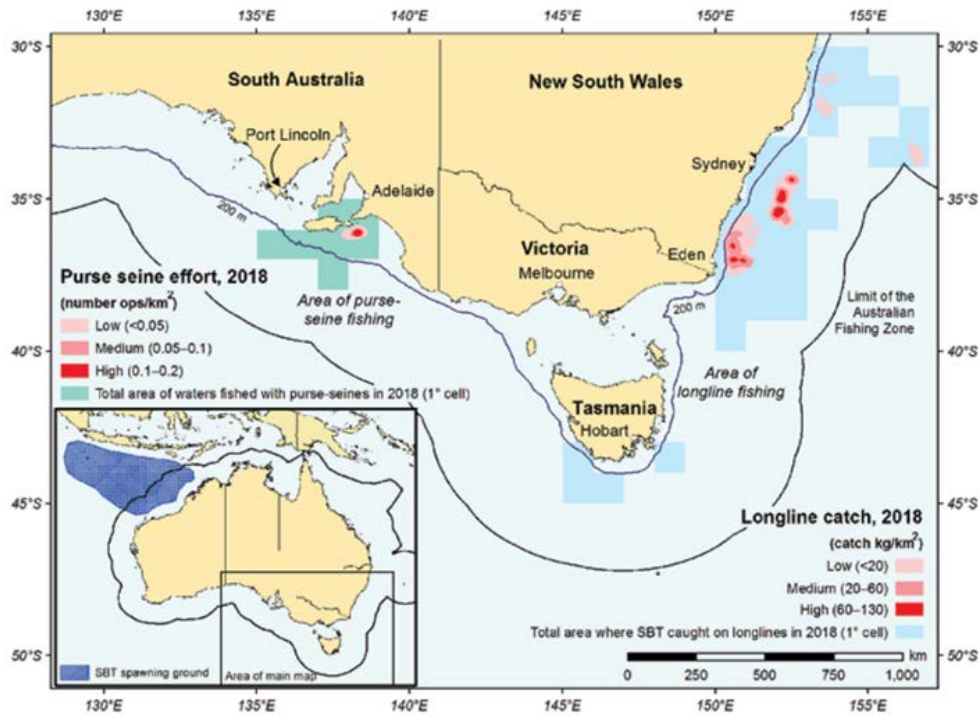 130°E 135°E 140°E 145°E 150°E 155°E
30°S 30°S
South Australia
New South Wales
Port Lincoln
Sydney
Adelaide
35°S 35°S
200 m
Victoria
Eden
Melbourne
Purse seine effort, 2018
(number ops/km²)
Low (<0.05)
Medium (0.05–0.1)
High (0.1–0.2)
Total area of waters fished with purse-seines in 2018 (1° cell)
Area of purse-
seine fishing
200 m
Limit of the
Australian
Fishing Zone
40°S 40°S
Area of
longline fishing
Tasmania
Hobart
45°S 45°S
Longline catch, 2018
(catch kg/km²)
Low (<20)
Medium (20–60)
High (60–130)
Total area where SBT caught on longlines in 2018 (1° cell)
km
0 250 500 750 1,000
50°S 50°S
SBT spawning ground
Area of main map
130°E 135°E 140°E 145°E 150°E 155°E